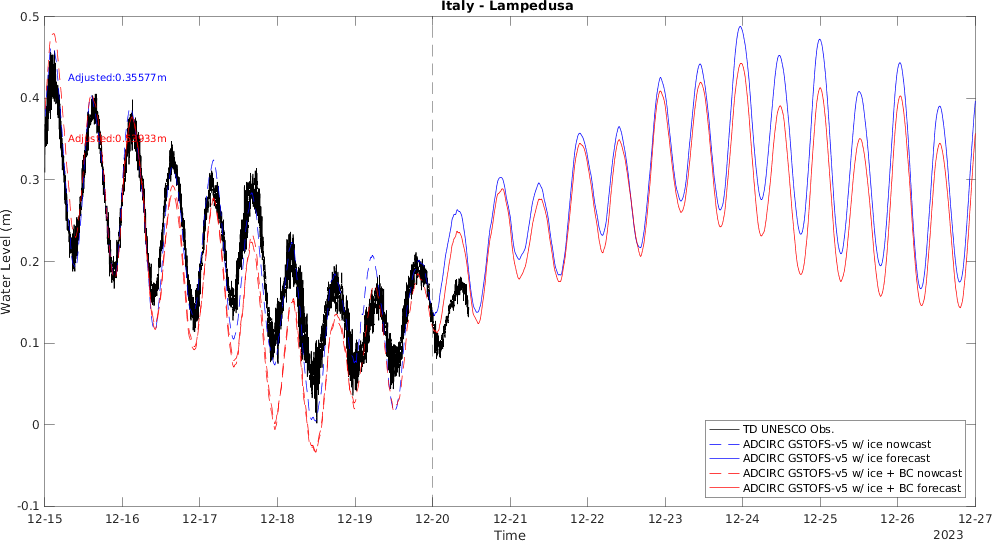 Italy - Lampedusa
0.5
0.4
0.3
0.2
0.1
0
-0.1
Water Level (m)
Adjusted:0.35577m
12-15 12-16 12-17 12-18 12-19 12-20 12-21 12-22 12-23 12-24 12-25 12-26 12-27
Time
2023
TD UNESCO Obs.
ADCIRC GSTOFS-v5 w/ ice nowcast
ADCIRC GSTOFS-v5 w/ ice forecast
ADCIRC GSTOFS-v5 w/ ice + BC nowcast
ADCIRC GSTOFS-v5 w/ ice + BC forecast